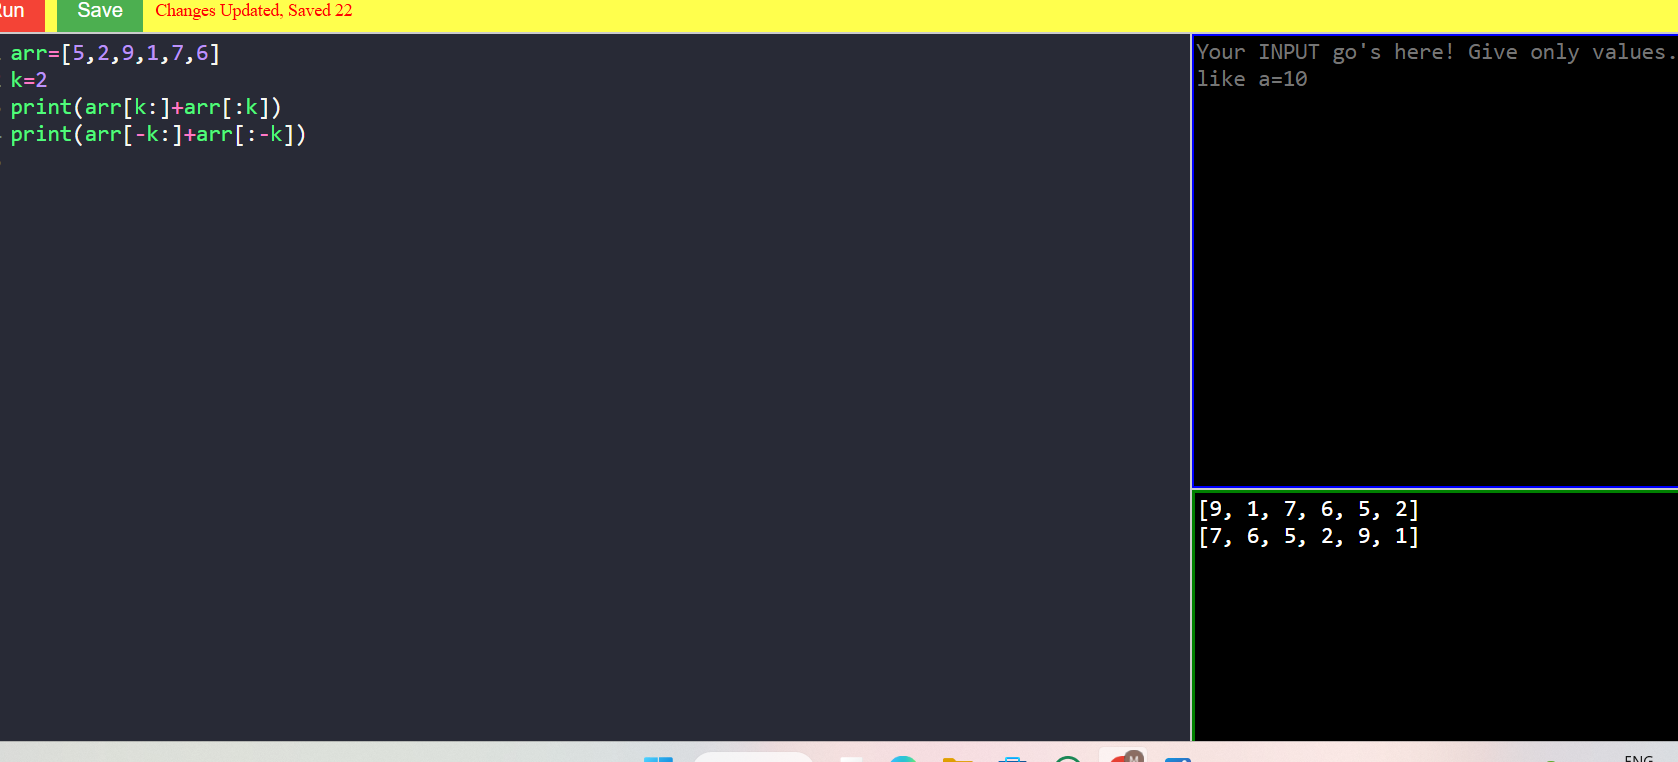 un Save Changes Updated, Saved 22
arr=[5,2,9,1,7,6]
k=2
print(arr[k:]+arr[:k])
print(arr[-k:]+arr[:-k])
Your INPUT go's here! Give only values.
like a=10
[9, 1, 7, 6, 5, 2]
[7, 6, 5, 2, 9, 1]
M
ENG